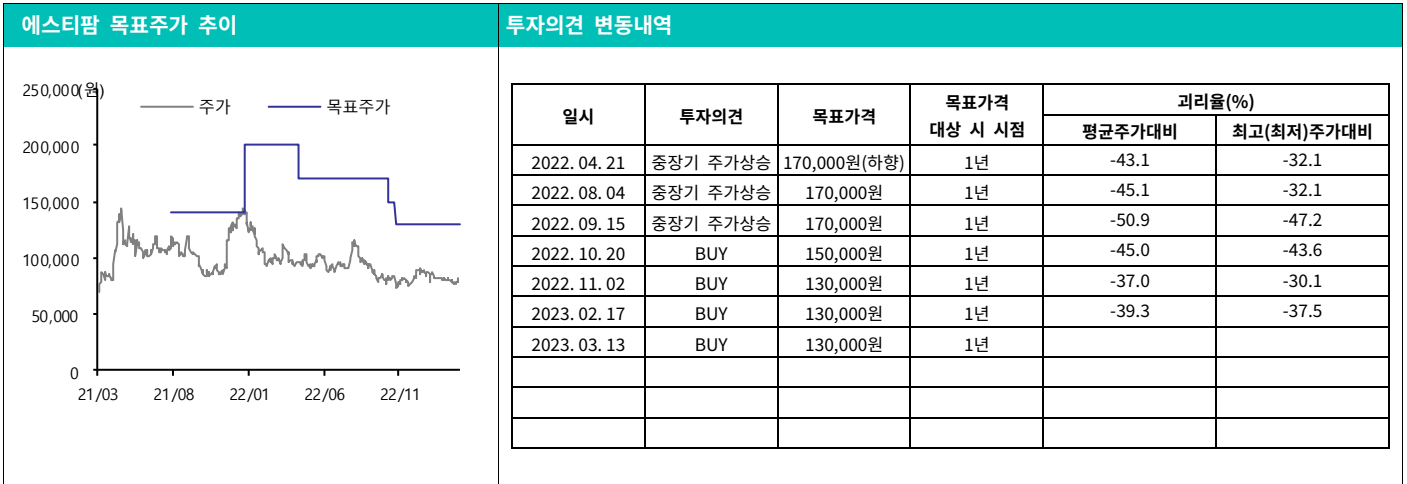 에스티팜 목표주가 추이
투자의견 변동내역
250,000(원)
주가
목표주가
200,000
150,000
100,000
50,000
0
21/03 21/08 22/01 22/06 22/11
일시 투자의견 목표가격 목표가격 대상 시 시점 괴리율(%)
평균주가대비 최고(최저)주가대비
2022.04.21 중장기 주가상승 170,000원(하향) 1년 -43.1 -32.1
2022.08.04 중장기 주가상승 170,000원 1년 -45.1 -32.1
2022.09.15 중장기 주가상승 170,000원 1년 -50.9 -47.2
2022.10.20 BUY 150,000원 1년 -45.0 -43.6
2022.11.02 BUY 130,000원 1년 -37.0 -30.1
2023.02.17 BUY 130,000원 1년 -39.3 -37.5
2023.03.13 BUY 130,000원 1년